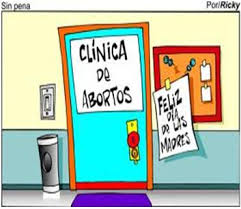 Sin pena
Por/Ricky
CLÍNICA
DE
ABORTOS
FELIZ
DÍA
DE LAS
MADRES